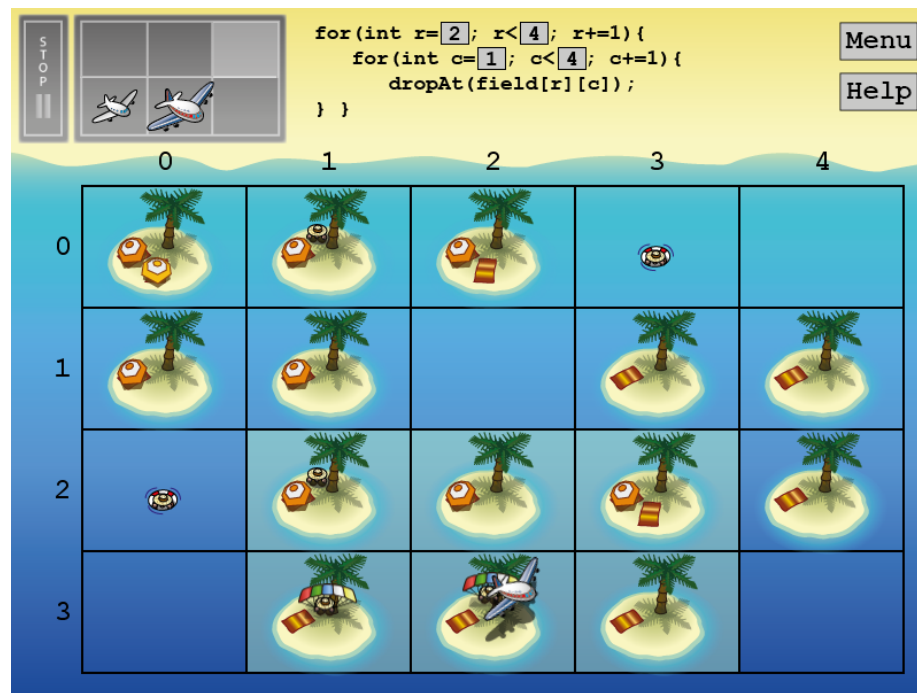 STOP
for(int r=2; r<4; r+=1){
for(int c=1; c<4; c+=1){
dropAt(field[r][c]);
} }
Menu
Help
0 1 2 3 4
0
1
2
3